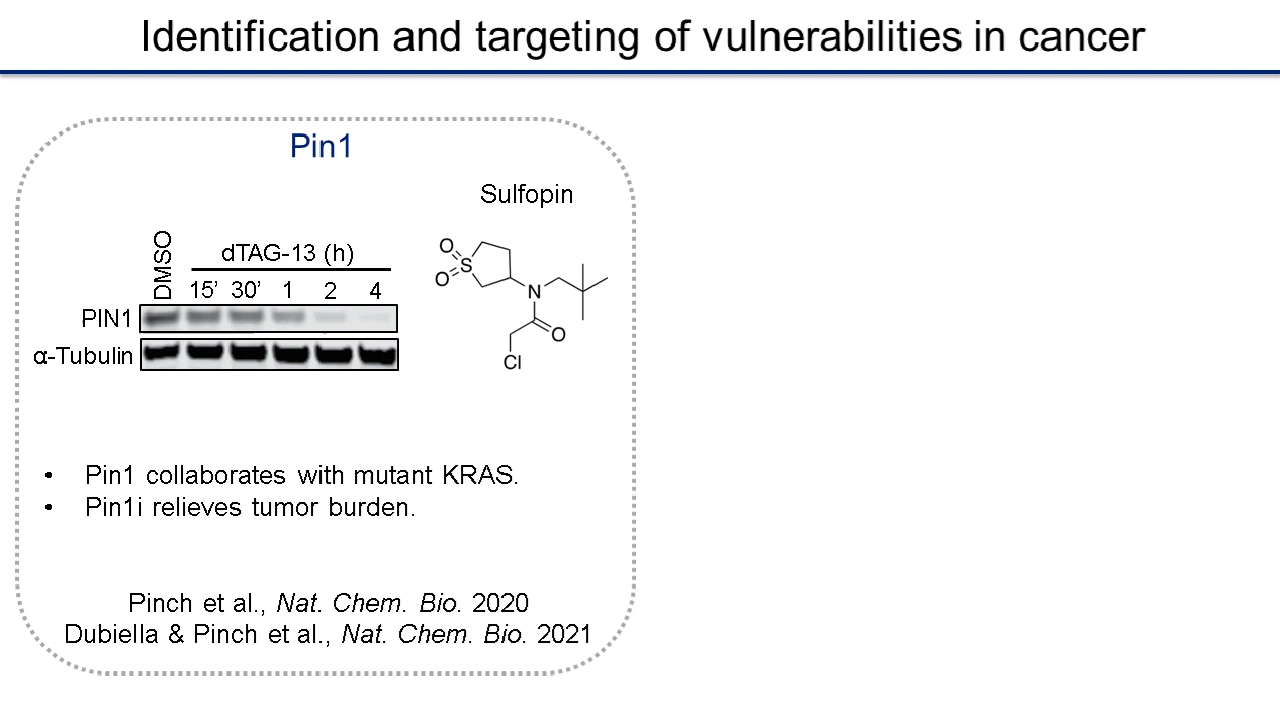 Identification and targeting of vulnerabilities in cancer
Pin1
Sulfopin
DMSO
dTAG-13 (h)
15’ 30’ 1 2 4
PIN1
α-Tubulin
O
O
S
N
O
Cl
• Pin1 collaborates with mutant KRAS.
• Pin1i relieves tumor burden.
Pinch et al., Nat. Chem. Bio. 2020
Dubiella & Pinch et al., Nat. Chem. Bio. 2021